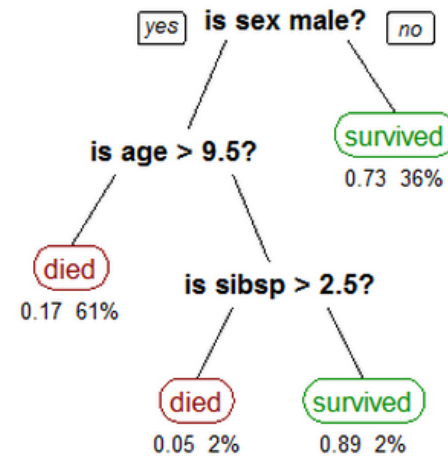 yes is sex male? no
survived
0.73 36%
is age > 9.5?
died
0.17 61%
is sibsp > 2.5?
died survived
0.05 2% 0.89 2%